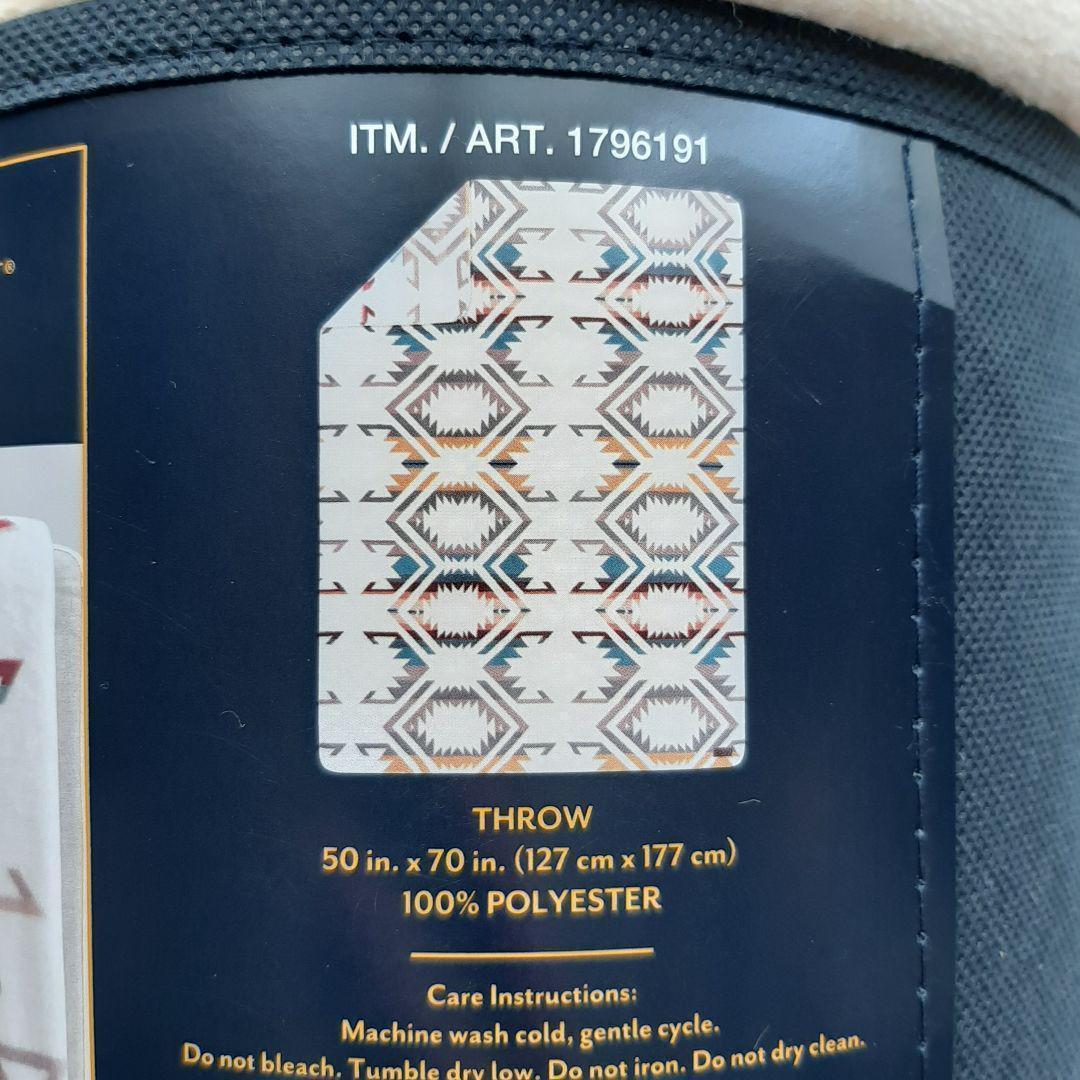 ITM. / ART. 1796191
THROW
50 in. x 70 in. (127 cm x 177 cm)
100% POLYESTER
Care Instructions:
Machine wash cold, gentle cycle.
Do not bleach. Tumble dry low. Do not iron. Do not dry clean.